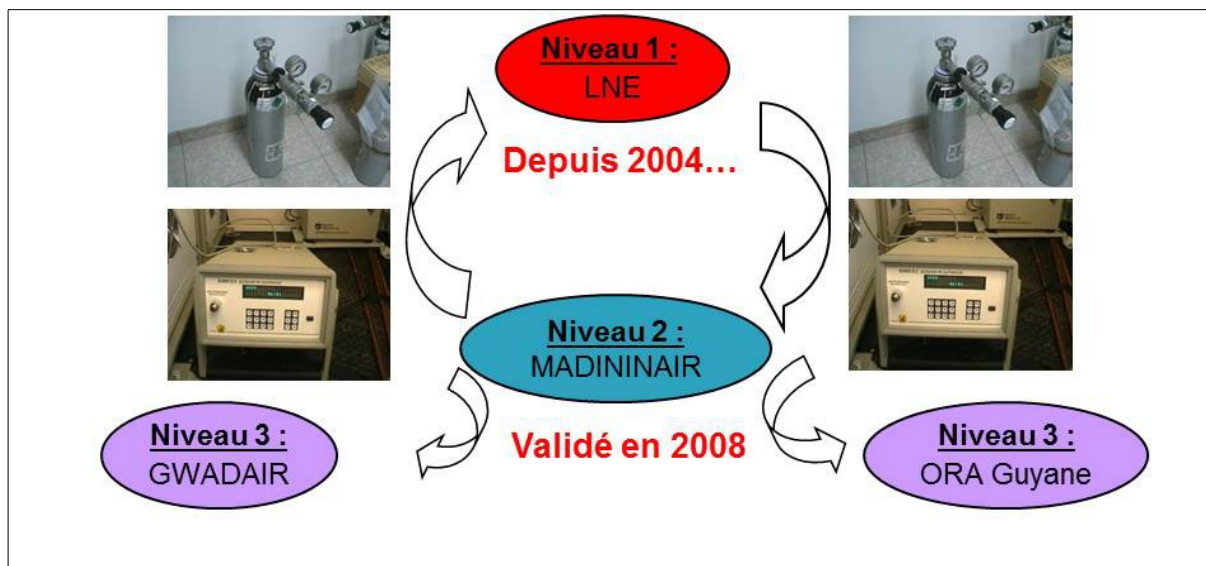 Niveau 1 :
LNE
Depuis 2004…
Niveau 2 :
MADININAIR
Validé en 2008
Niveau 3 :
GWADAIR
Niveau 3 :
ORA Guyane